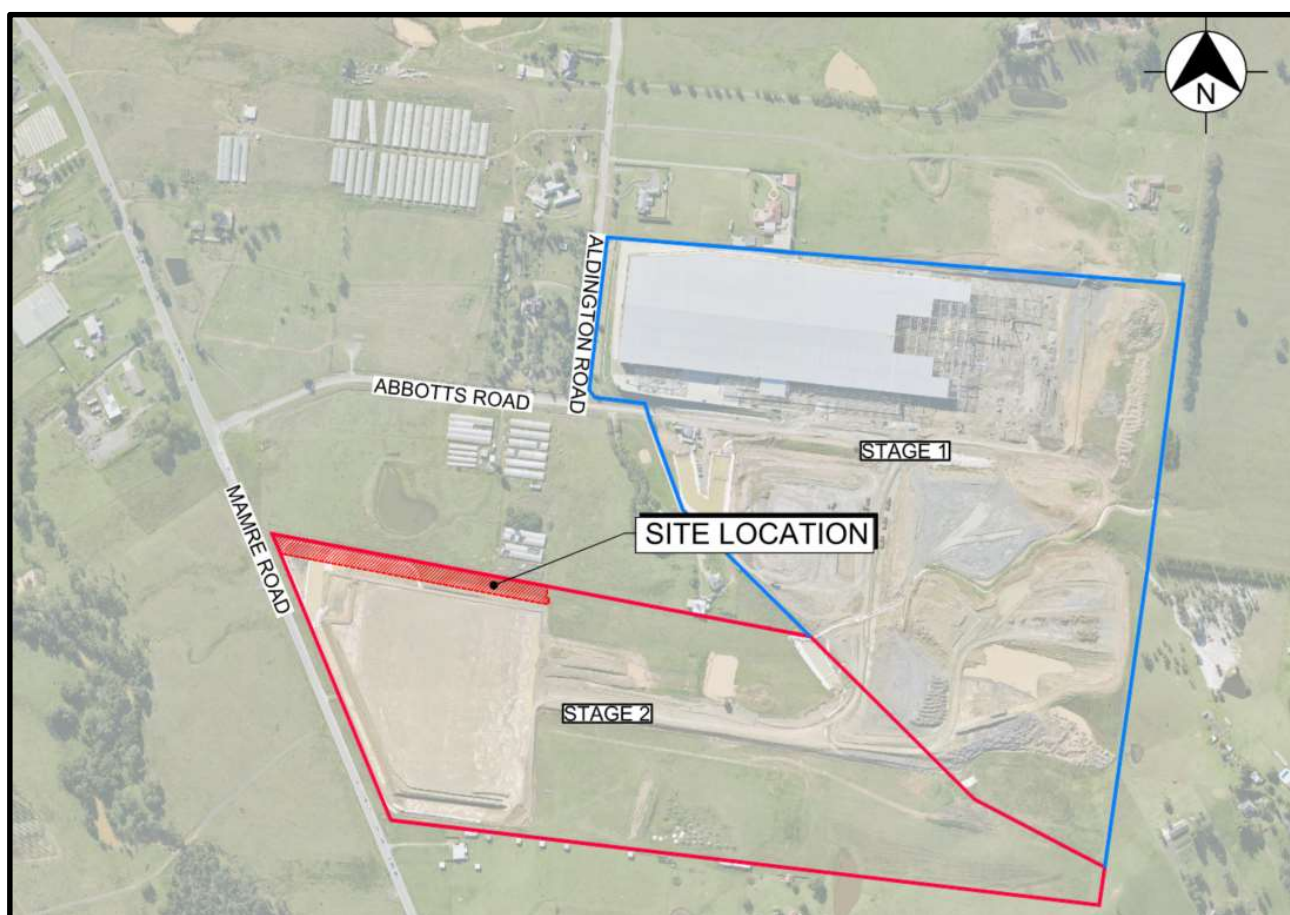 N
ALDINGTON ROAD
ABBOTTS ROAD
STAGE 1
MAMRE ROAD
SITE LOCATION
STAGE 2